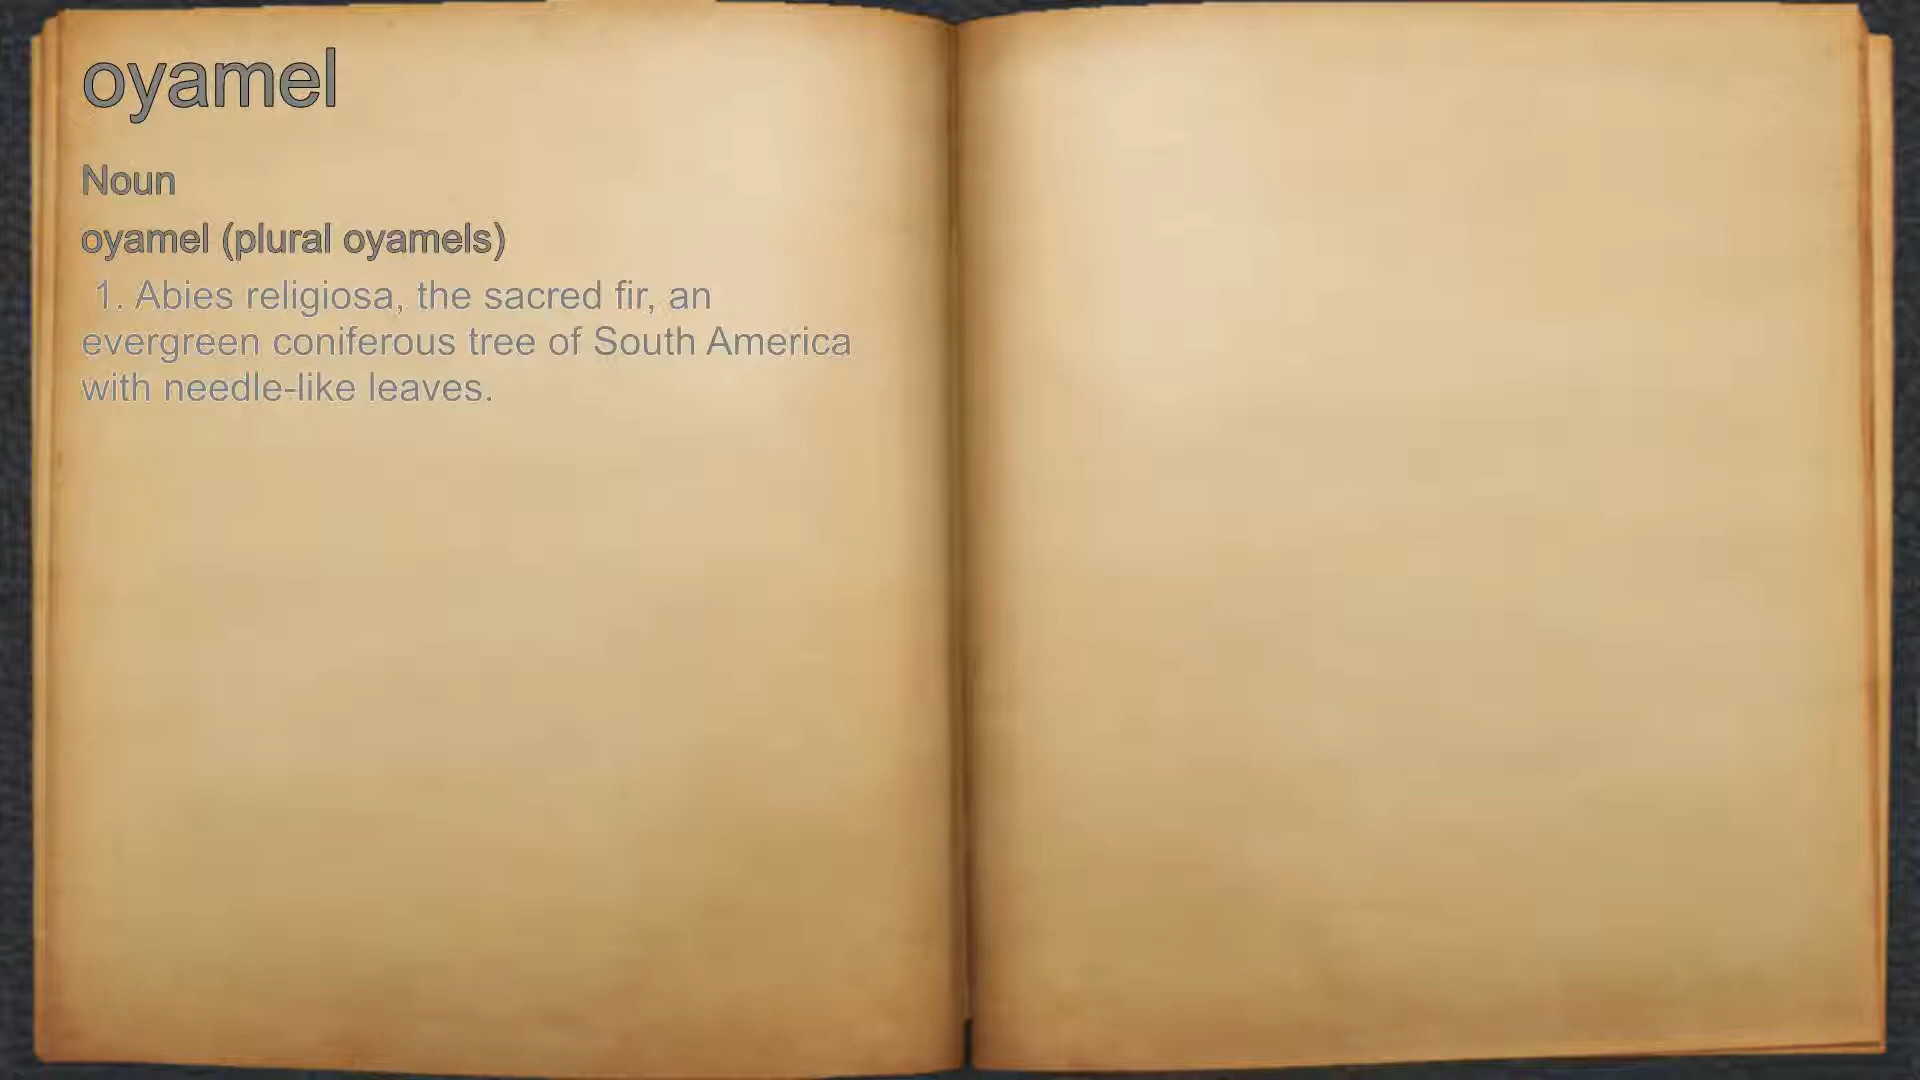 oyamel
Noun
oyamel (plural oyamels)
1. Abies religiosa, the sacred fir, an
evergreen coniferous tree of South America
with needle-like leaves.